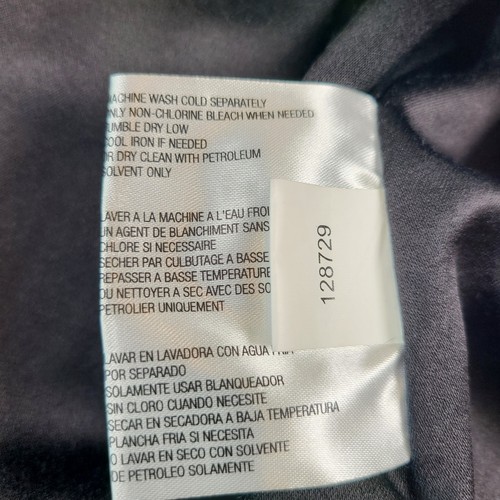 MACHINE WASH COLD SEPARATELY
ONLY NON-CHLORINE BLEACH WHEN NEEDED
TUMBLE DRY LOW
COOL IRON IF NEEDED
OR DRY CLEAN WITH PETROLEUM
SOLVENT ONLY
LAVER A LA MACHINE A L'EAU FROI
UN AGENT DE BLANCHIMENT SANS
CHLORE SI NECESSAIRE
SECHER PAR CULBUTAGE A BASSE
REPASSER A BASSE TEMPERATURE
OU NETTOYER A SEC AVEC DES SO
PETROLIER UNIQUEMENT
128729
LAVAR EN LAVADORA CON AGUA FRIA
POR SEPARADO
SOLAMENTE USAR BLANQUEADOR
SIN CLORO CUANDO NECESITE
SECAR EN SECADORA A BAJA TEMPERATURA
PLANCHA FRIA SI NECESITA
O LAVAR EN SECO CON SOLVENTE
DE PETROLEO SOLAMENTE